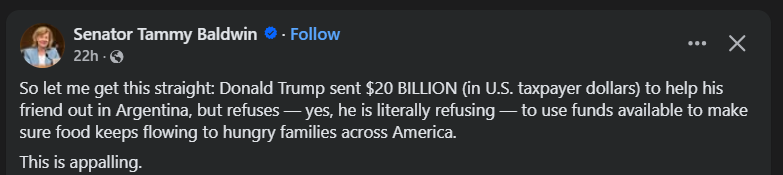 Senator Tammy Baldwin · Follow
22h ·
So let me get this straight: Donald Trump sent $20 BILLION (in U.S. taxpayer dollars) to help his
friend out in Argentina, but refuses — yes, he is literally refusing — to use funds available to make
sure food keeps flowing to hungry families across America.
This is appalling.